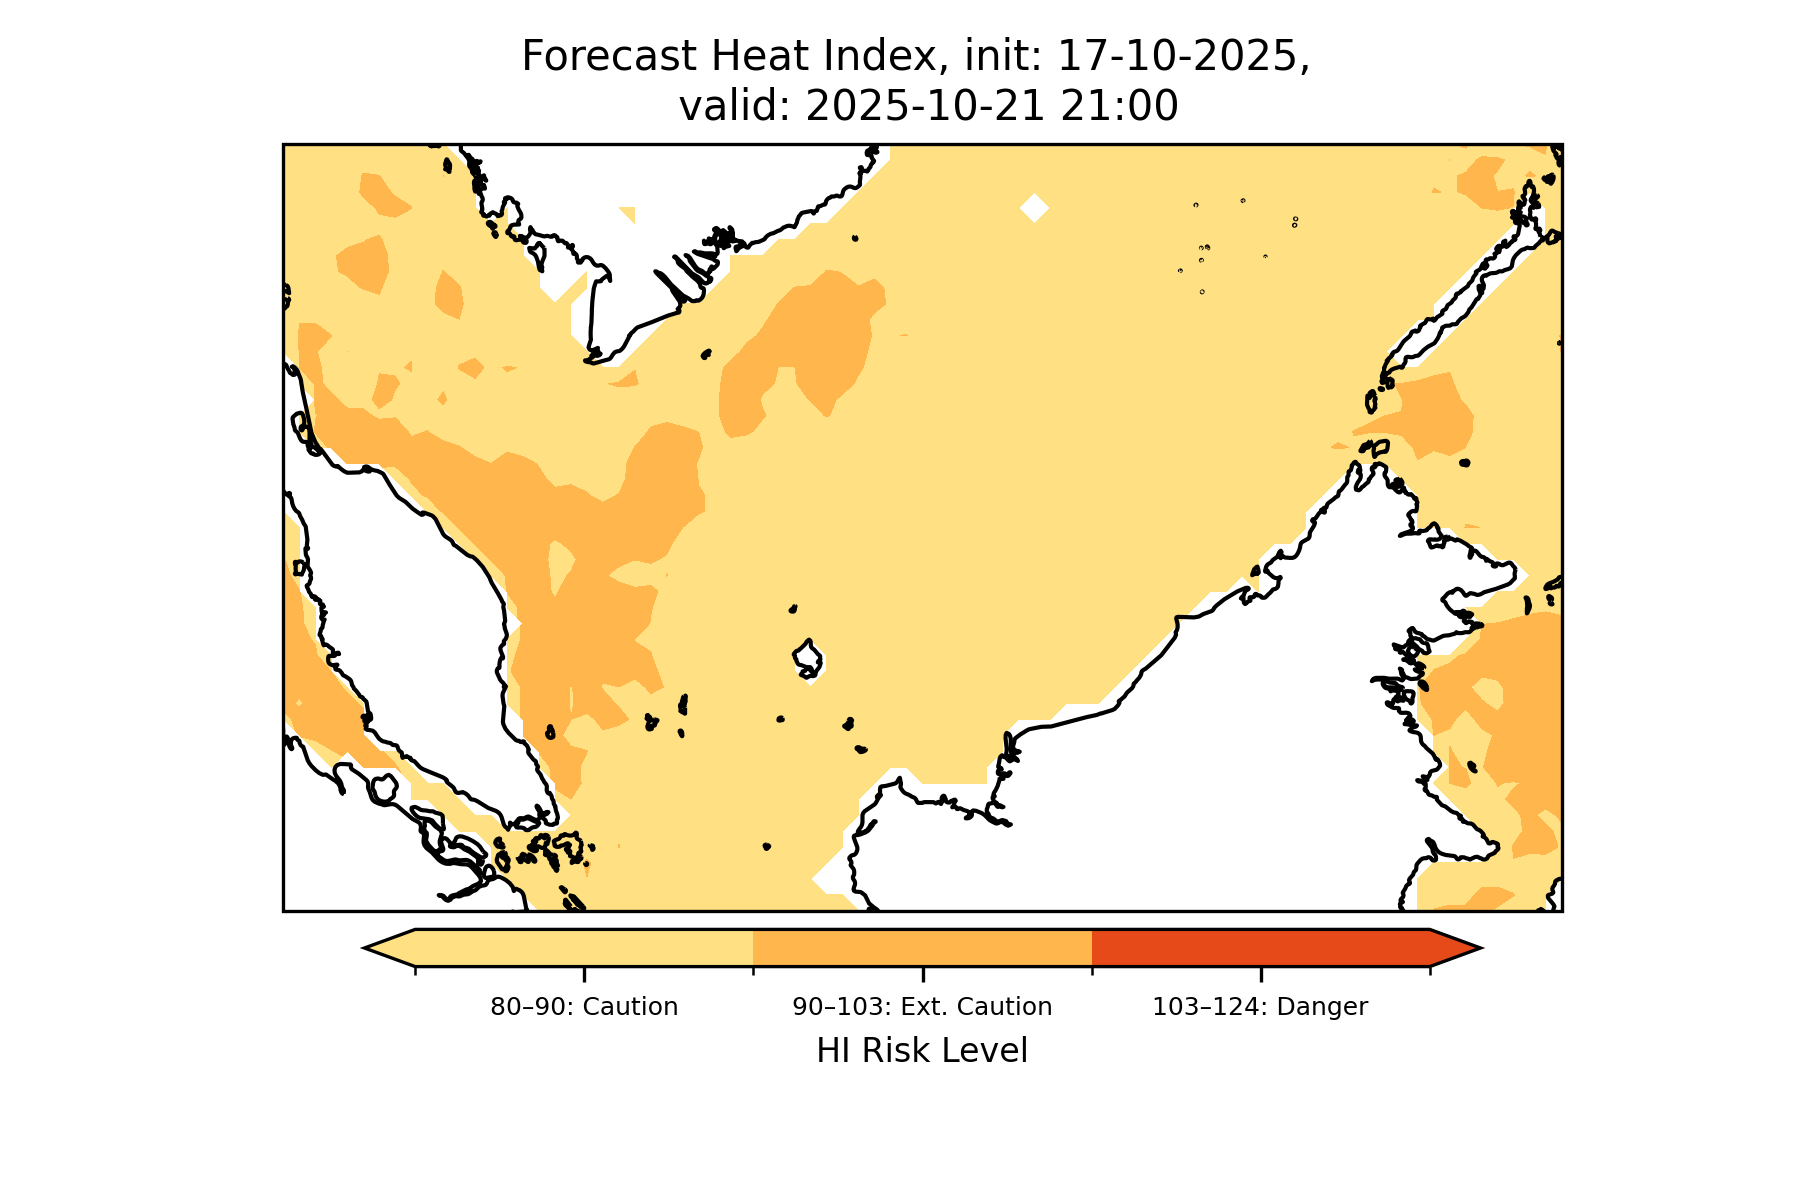 Forecast Heat Index, init: 17-10-2025,
valid: 2025-10-21 21:00
80–90: Caution
90–103: Ext. Caution
103–124: Danger
HI Risk Level